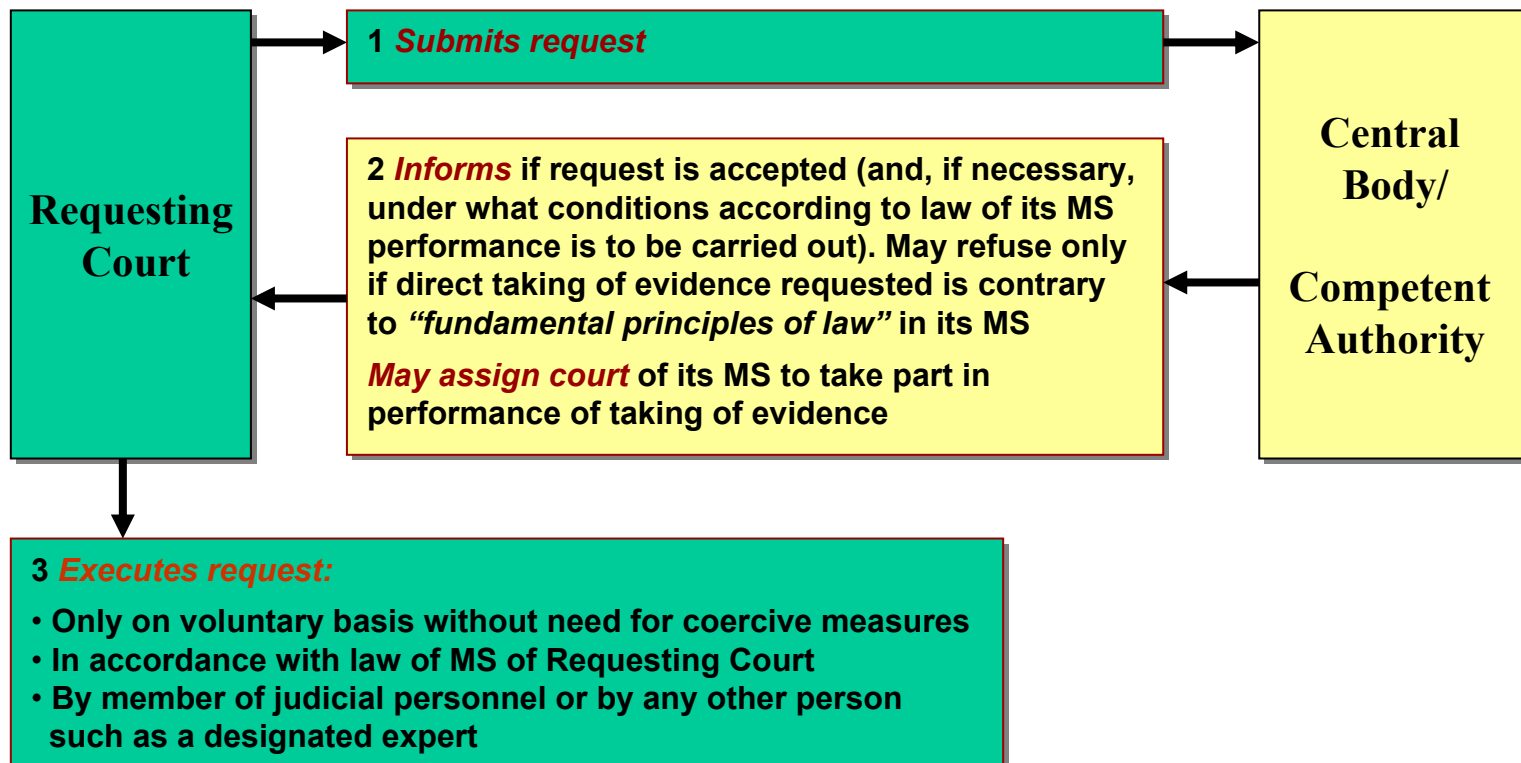 Requesting
Court
1 Submits request
2 Informs if request is accepted (and, if necessary,
under what conditions according to law of its MS
performance is to be carried out). May refuse only
if direct taking of evidence requested is contrary
to “fundamental principles of law” in its MS
May assign court of its MS to take part in
performance of taking of evidence
Central
Body/
Competent
Authority
3 Executes request:
• Only on voluntary basis without need for coercive measures
• In accordance with law of MS of Requesting Court
• By member of judicial personnel or by any other person
such as a designated expert